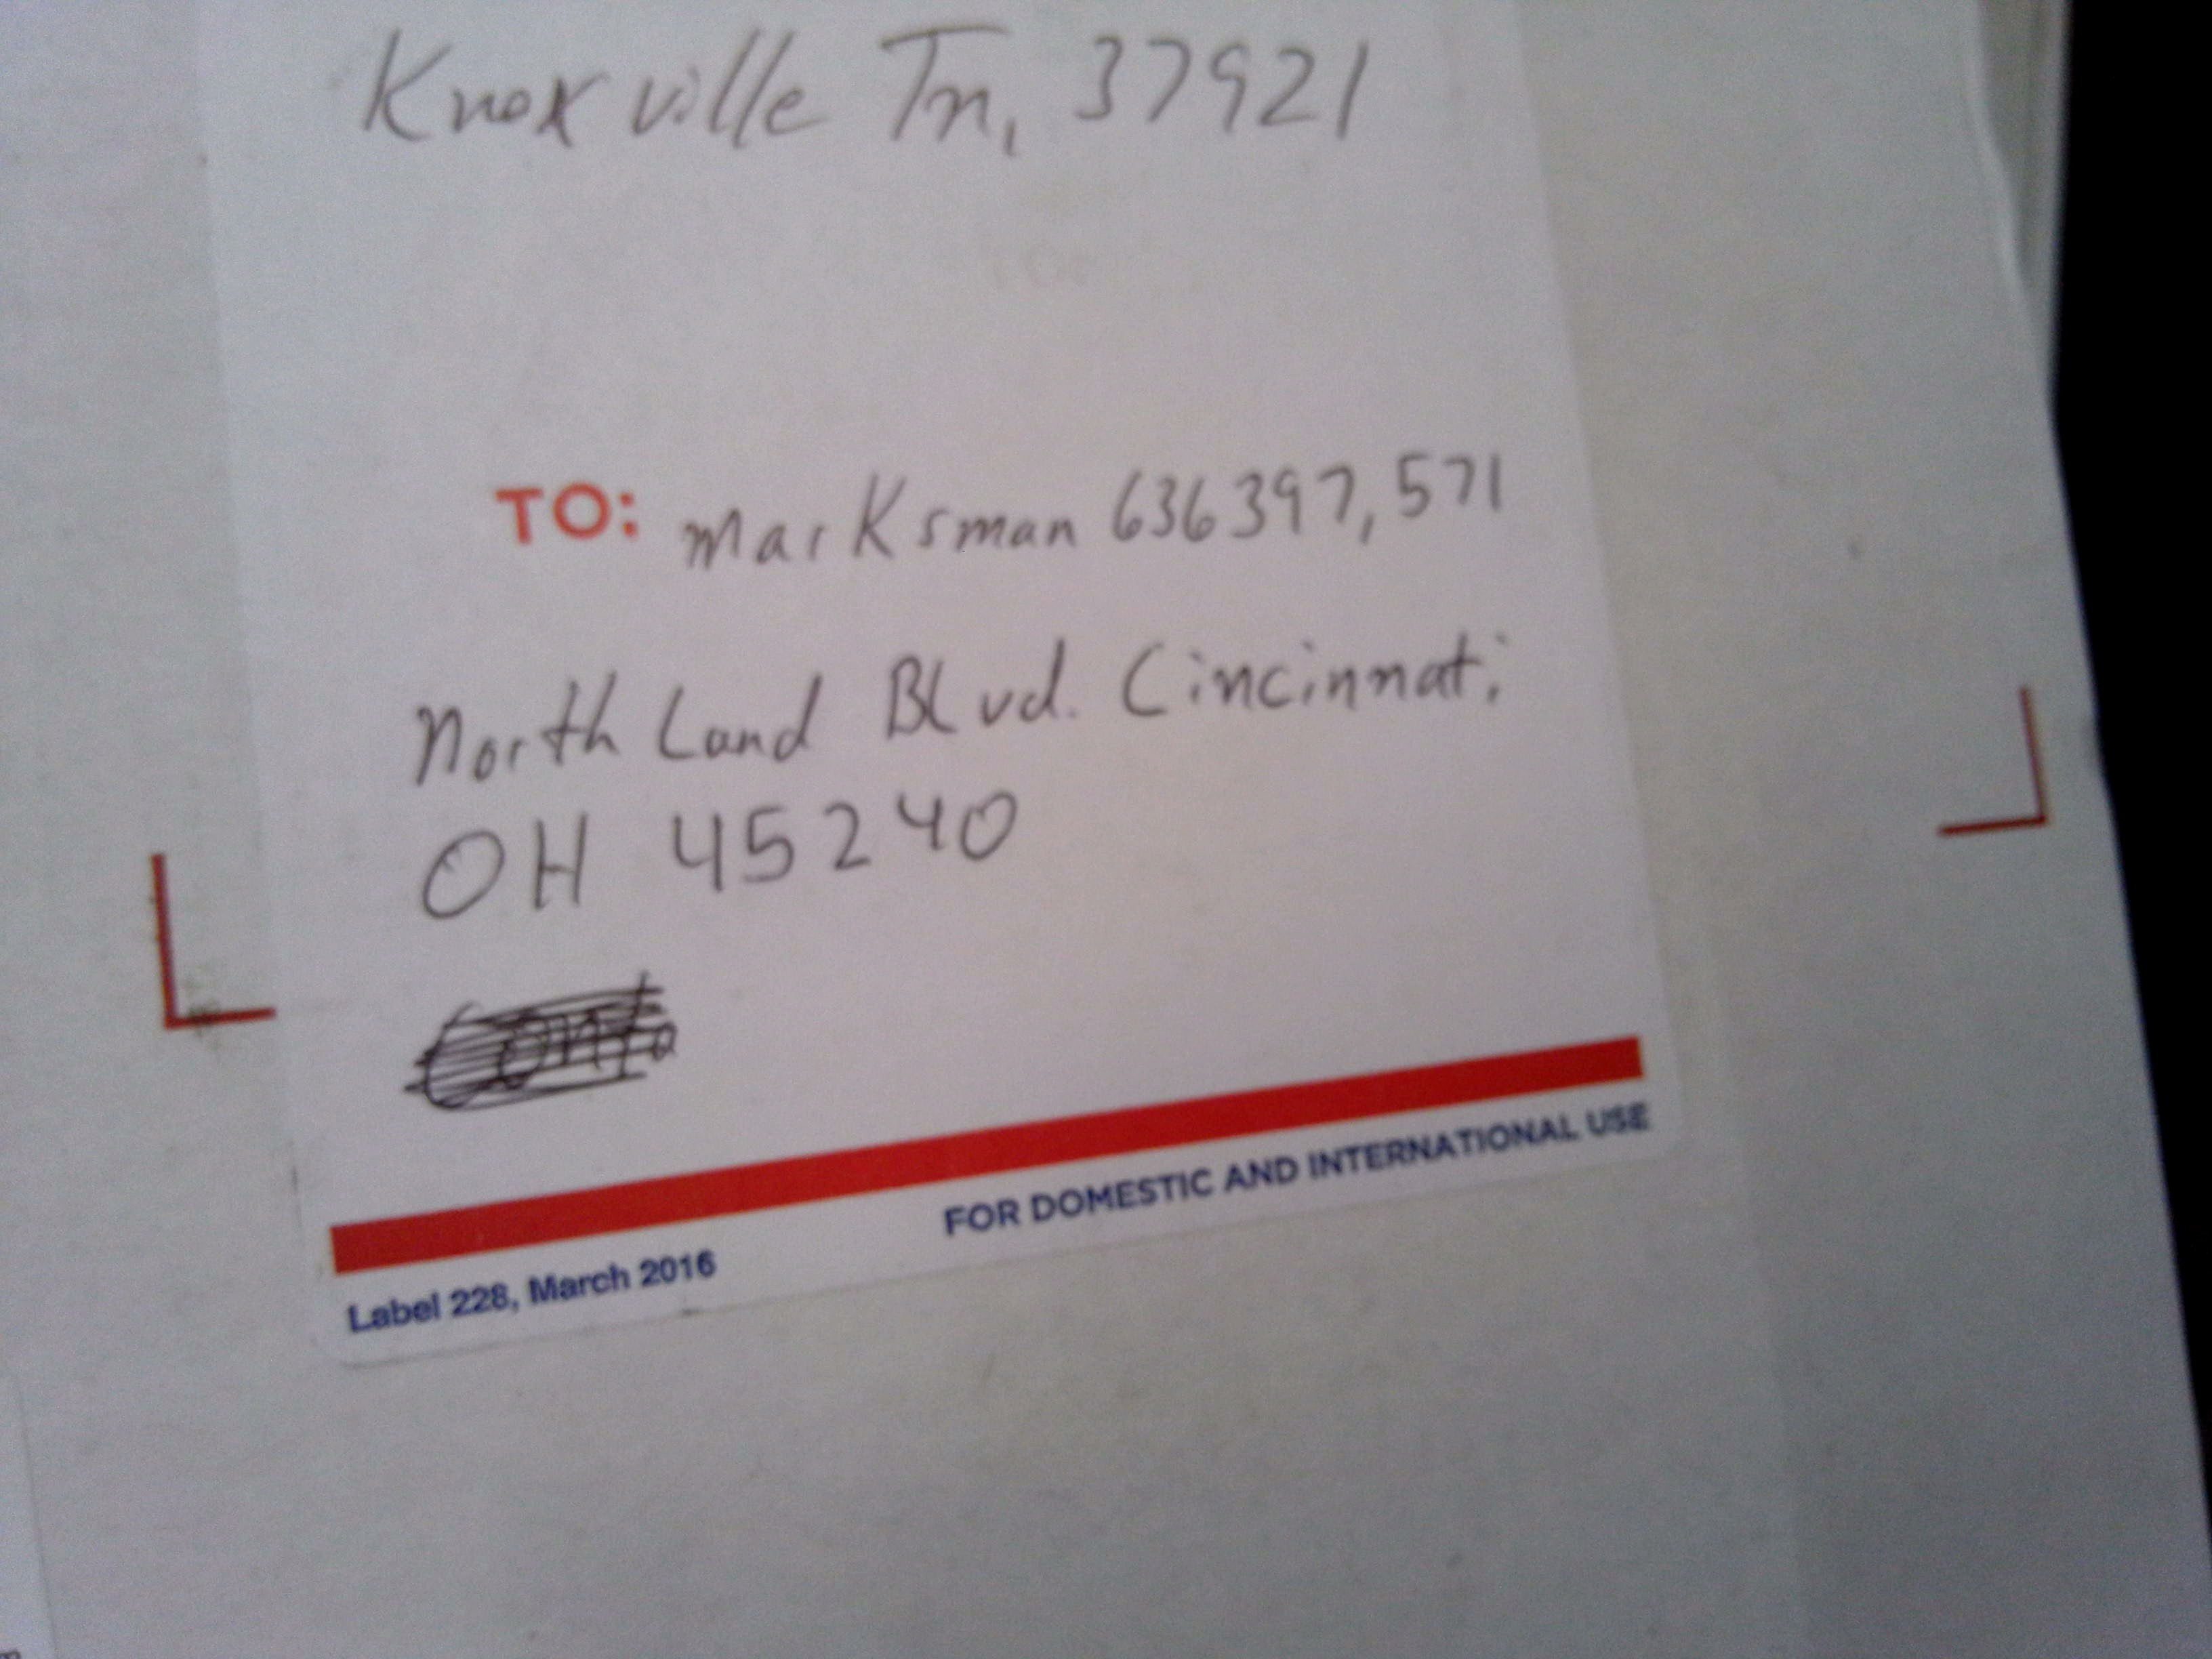 Knoxville Tn, 37921
TO: Marksman 636397,571
North Land BLvd. Cincinnati
OH 45240
FOR DOMESTIC AND INTERNATIONAL USE
Label 228, March 2016